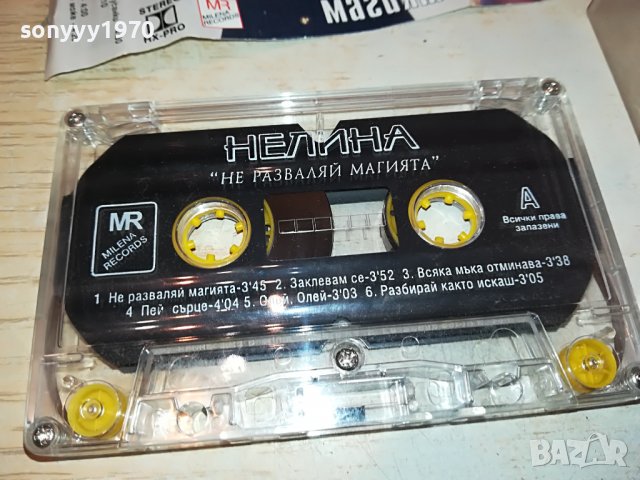 sonyyy1970)
STEREO
HX-PRO
MR
MILENA
RECORDS
НЕЛИНА
"НЕ РАЗВАЛЯЙ МАГИЯТА"
MR
MILENA
RECORDS
A
Всички права
запазени
1 Не разваляй магията-3'45 2. Заклевам се-3'52 3. Всяка мъка отминава-3'38
4 Пей сърце-4'04 5. Олей-3'03 6. Разбирай както искаш-3'05
BAZAR